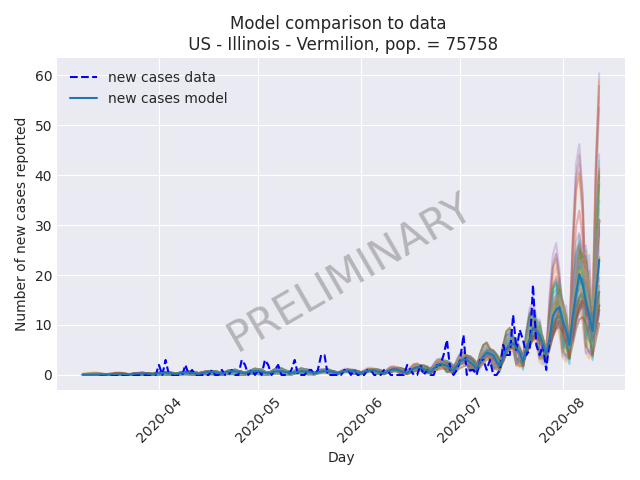 Model comparison to data
US - Illinois - Vermilion, pop. = 75758
60
50
40
30
20
10
0
Number of new cases reported
new cases data
new cases model
PRELIMINARY
2020-04
2020-05
2020-06
2020-07
2020-08
Day